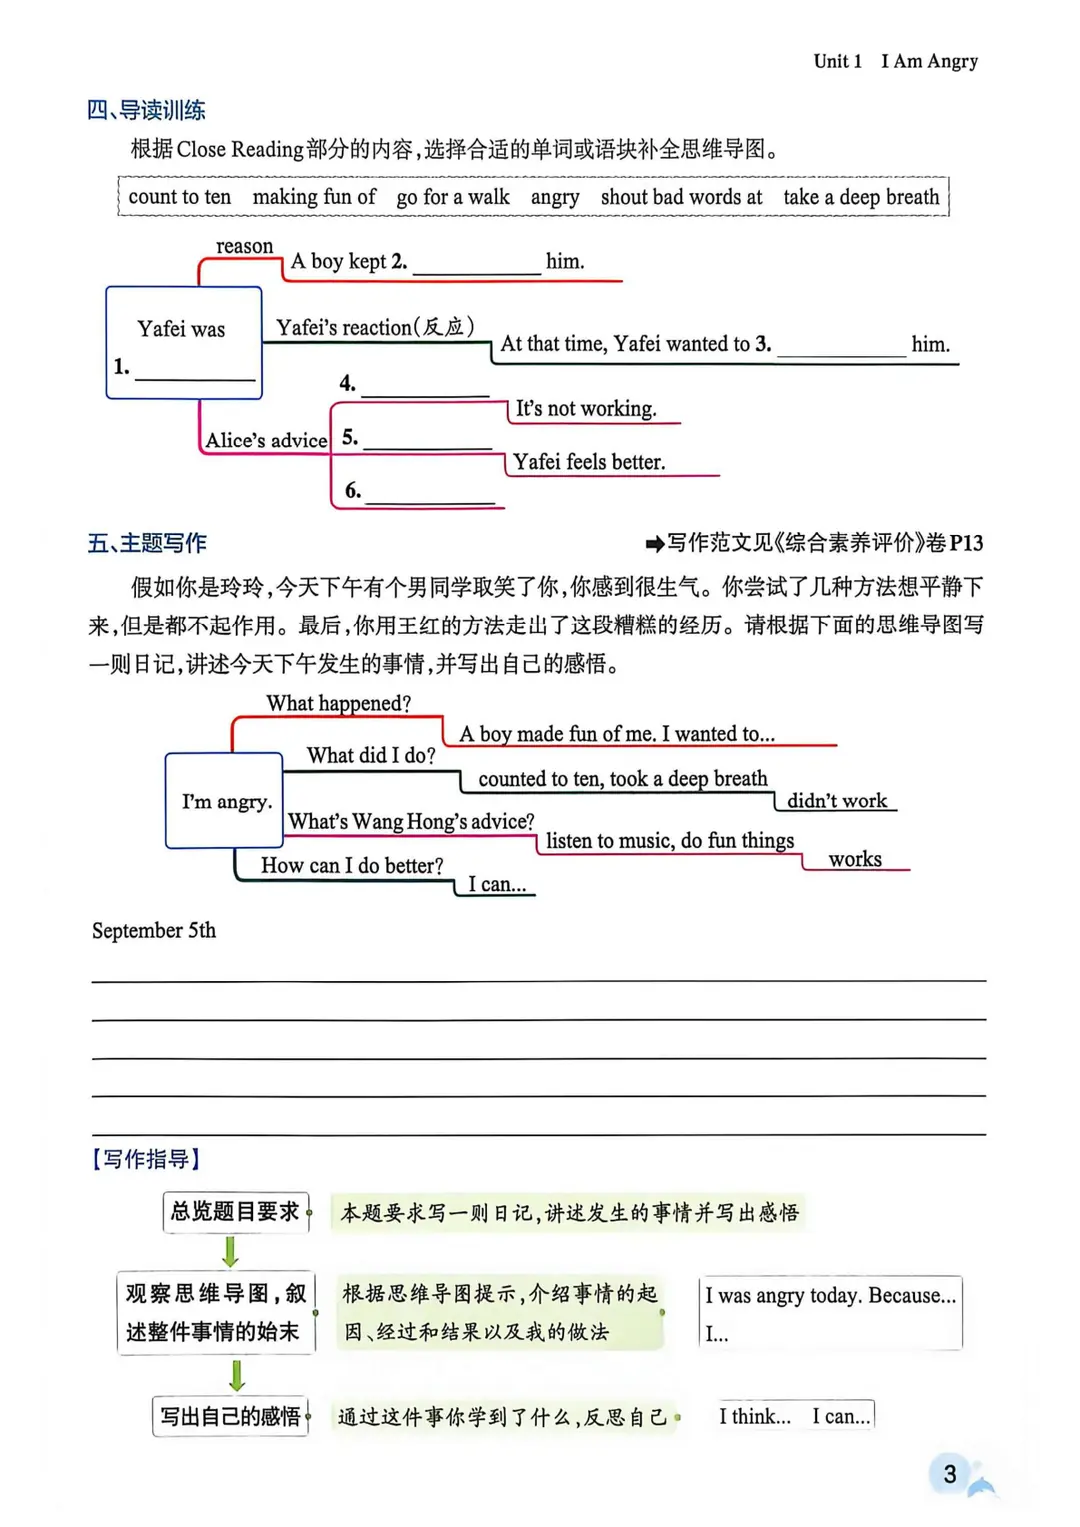 Unit 1 I Am Angry
四、导读训练
根据Close Reading部分的内容,选择合适的单词或语块补全思维导图。
count to ten making fun of go for a walk angry shout bad words at take a deep breath
reason
A boy kept 2. ____________ him.
Yafei was
1. ____________
Yafei's reaction(反应)
At that time, Yafei wanted to 3. ____________ him.
4. ____________
It's not working.
Alice's advice
5. ____________
Yafei feels better.
6. ____________
五、主题写作
➡写作范文见《综合素养评价》卷P13
假如你是玲玲,今天下午有个男同学取笑了你,你感到很生气。你尝试了几种方法想平静下
来,但是都不起作用。最后,你用王红的方法走出了这段糟糕的经历。请根据下面的思维导图写
一则日记,讲述今天下午发生的事情,并写出自己的感悟。
What happened?
A boy made fun of me. I wanted to...
What did I do?
counted to ten, took a deep breath
didn't work
I'm angry.
What's Wang Hong's advice?
listen to music, do fun things
works
How can I do better?
I can...
September 5th
【写作指导】
总览题目要求
本题要求写一则日记,讲述发生的事情并写出感悟
观察思维导图,叙
述整件事情的始末
根据思维导图提示,介绍事情的起
因、经过和结果以及我的做法
I was angry today. Because...
I...
写出自己的感悟
通过这件事你学到了什么,反思自己
I think... I can...
3